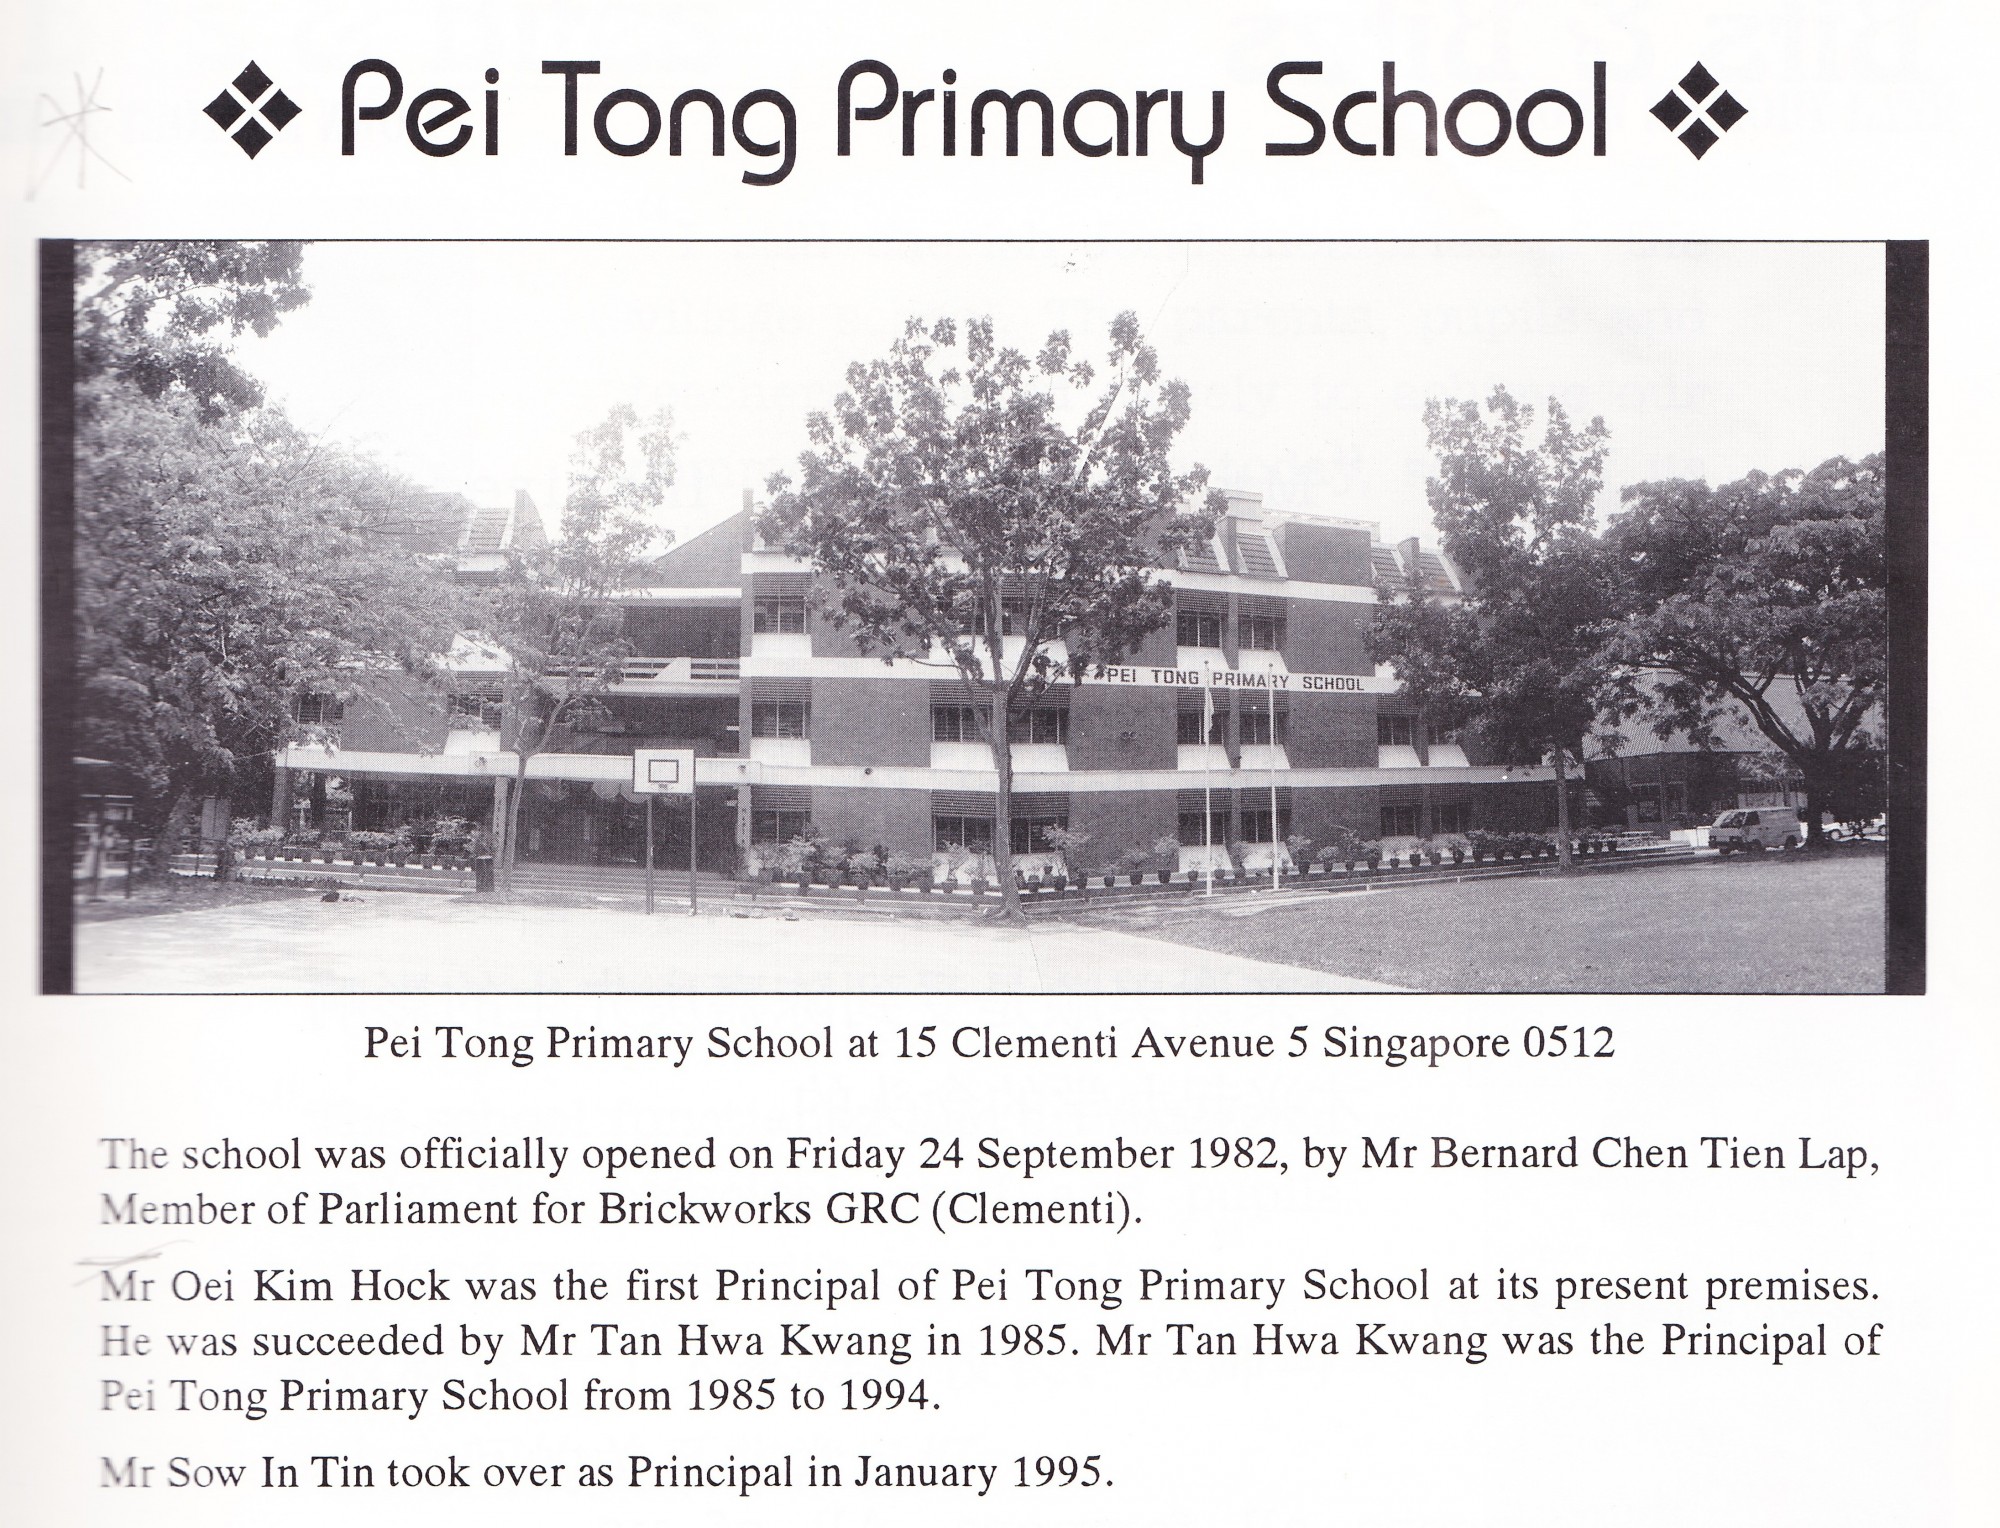 Pei Tong Primary School
PEI TONG PRIMARY SCHOOL
Pei Tong Primary School at 15 Clementi Avenue 5 Singapore 0512
The school was officially opened on Friday 24 September 1982, by Mr Bernard Chen Tien Lap,
Member of Parliament for Brickworks GRC (Clementi).
Mr Oei Kim Hock was the first Principal of Pei Tong Primary School at its present premises.
He was succeeded by Mr Tan Hwa Kwang in 1985. Mr Tan Hwa Kwang was the Principal of
Pei Tong Primary School from 1985 to 1994.
Mr Sow In Tin took over as Principal in January 1995.